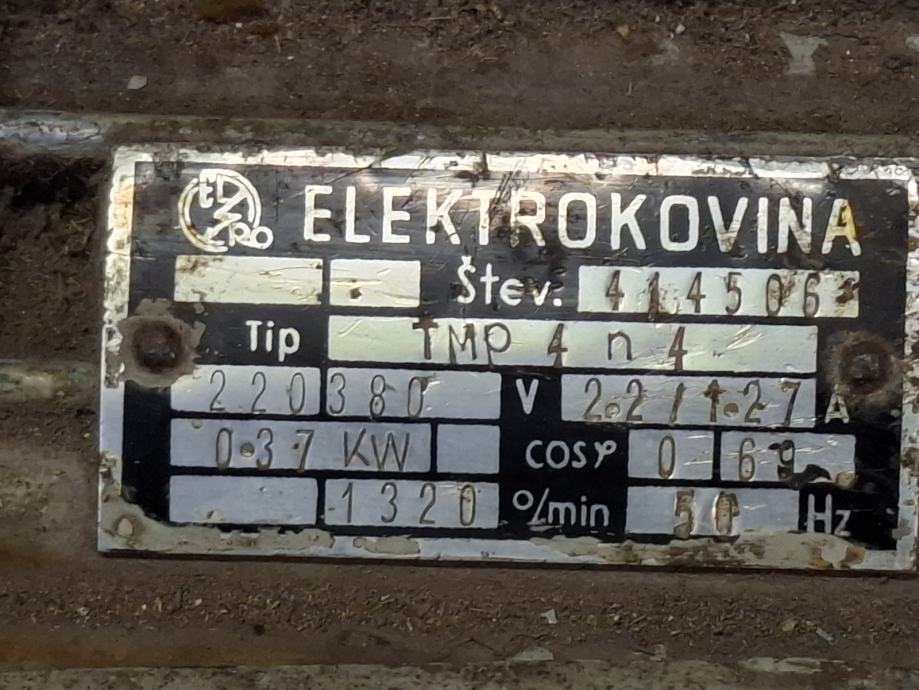 ELEKTROKOVINA
Štev. 414506
Tip TMP 4 n 4
220 380 V 2.2/1.27 A
0.37 KW cosφ 0 69
1320 o/min 50 Hz